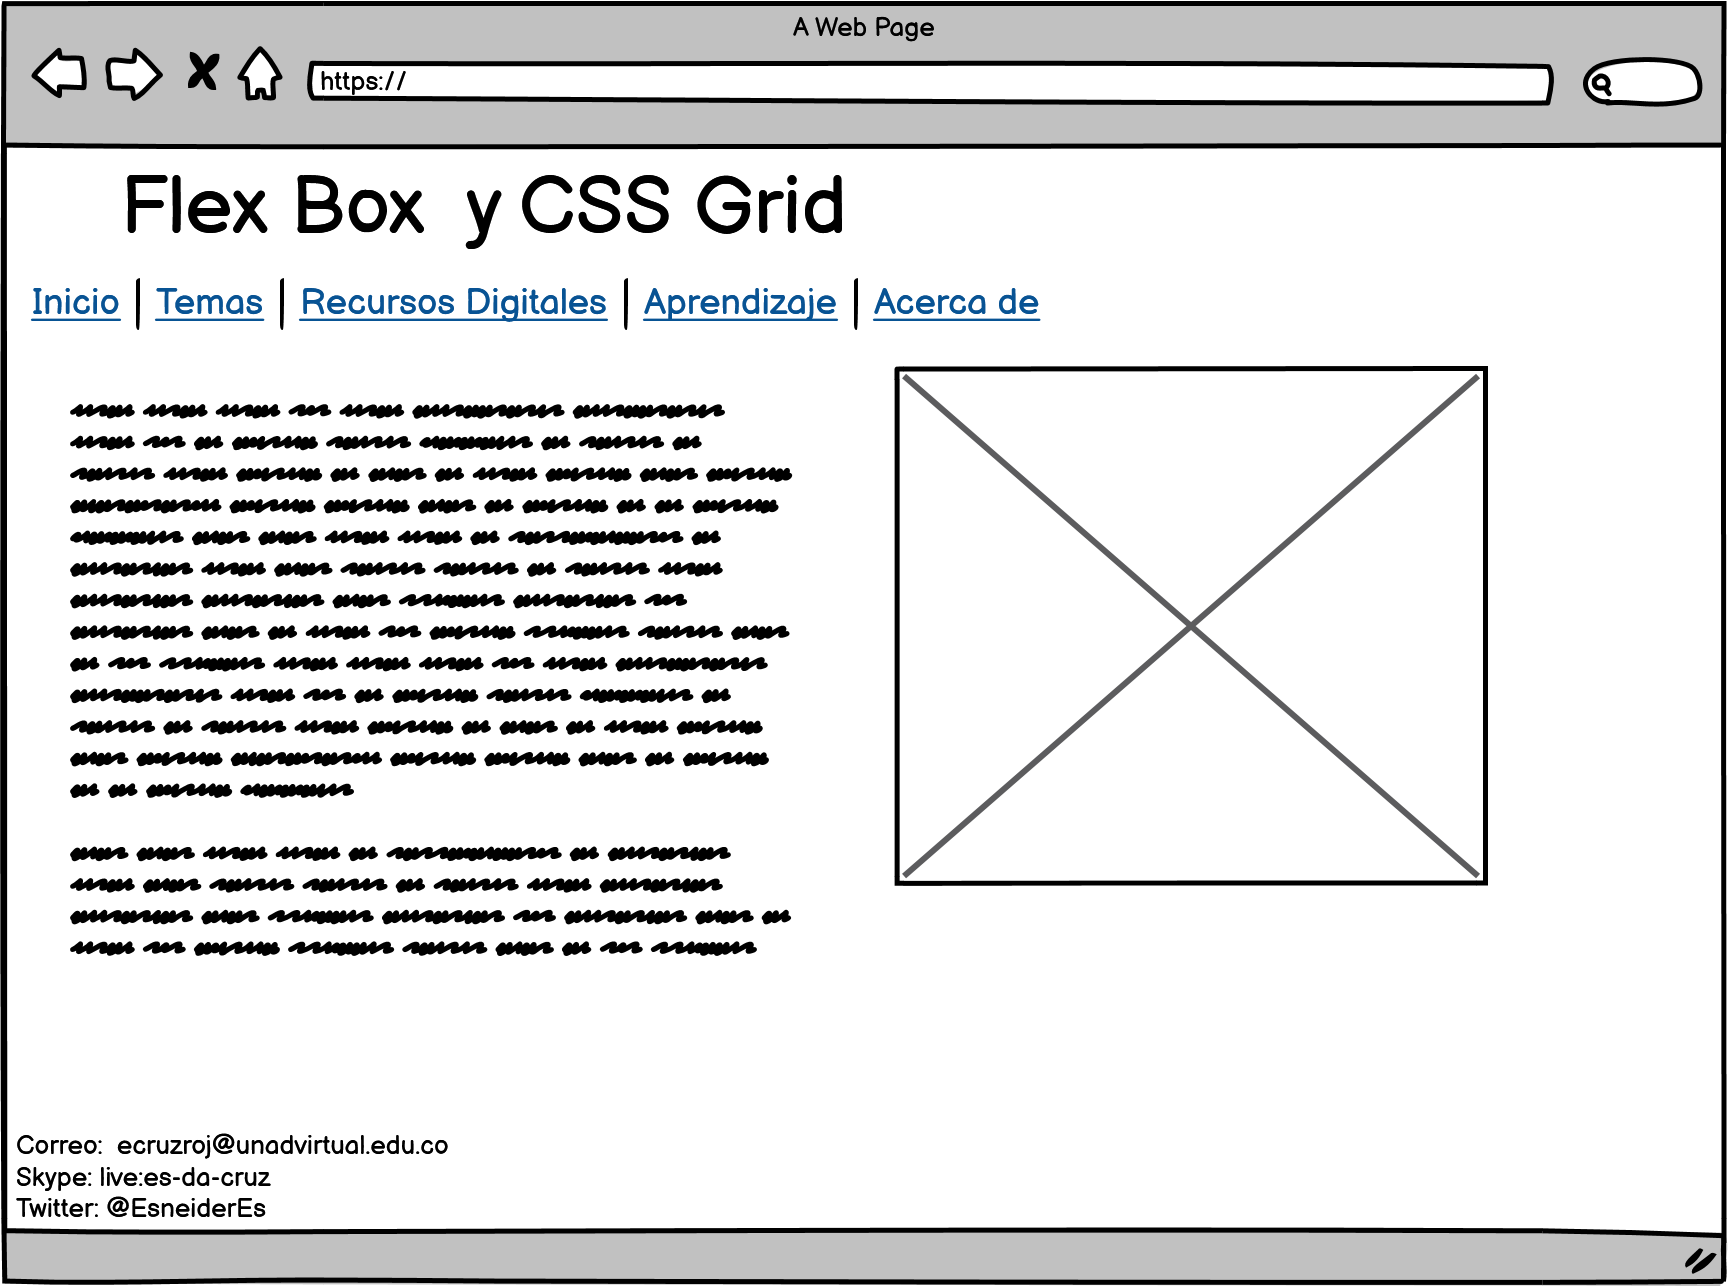 A Web Page
https://
Flex Box y CSS Grid
Inicio | Temas | Recursos Digitales | Aprendizaje | Acerca de
Correo: ecruzroj@unadvirtual.edu.co
Skype: live:es-da-cruz
Twitter: @EsneiderEs